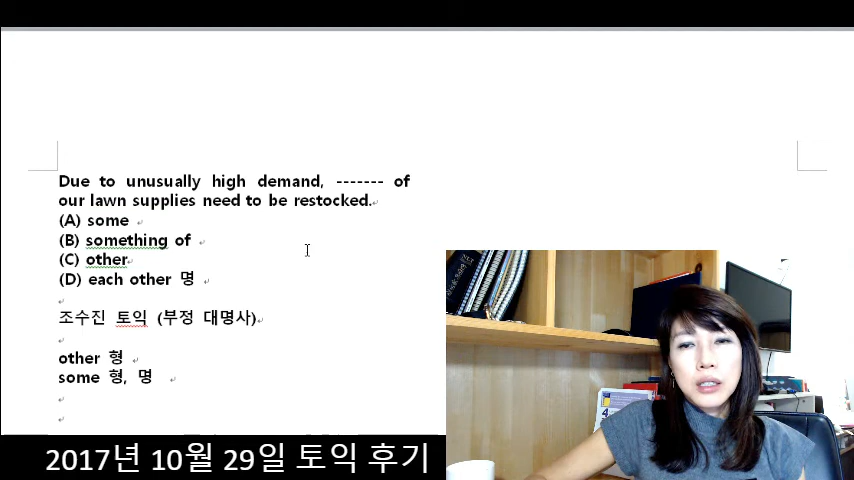 Due to unusually high demand, ------- of
our lawn supplies need to be restocked.
(A) some
(B) something of
(C) other
(D) each other 명
조수진 토익 (부정 대명사)
other 형
some 형, 명
2017년 10월 29일 토익 후기